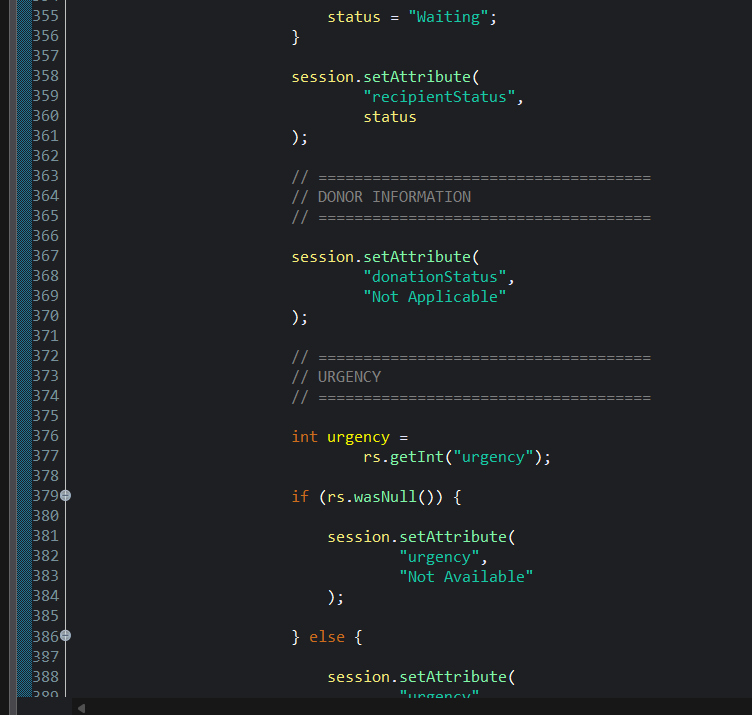 355 status = "Waiting";
356 }
357
358 session.setAttribute(
359 "recipientStatus",
360 status
361 );
362
363 // =====================================
364 // DONOR INFORMATION
365 // =====================================
366
367 session.setAttribute(
368 "donationStatus",
369 "Not Applicable"
370 );
371
372 // =====================================
373 // URGENCY
374 // =====================================
375
376 int urgency =
377 rs.getInt("urgency");
378
379 if (rs.wasNull()) {
380
381 session.setAttribute(
382 "urgency",
383 "Not Available"
384 );
385
386 } else {
387
388 session.setAttribute(
389 "urgency"